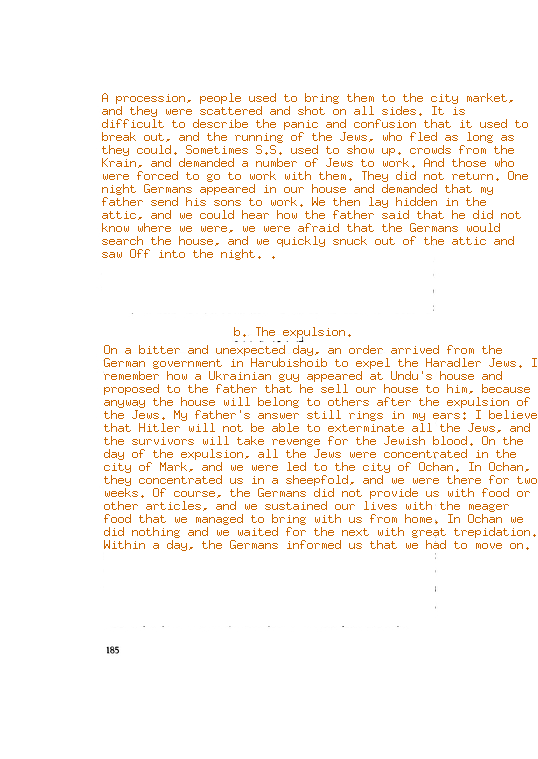 A procession, people used to bring them to the city market,
and they were scattered and shot on all sides. It is
difficult to describe the panic and confusion that it used to
break out, and the running of the Jews, who fled as long as
they could. Sometimes S.S. used to show up. crowds from the
Krain, and demanded a number of Jews to work. And those who
were forced to go to work with them. They did not return. One
night Germans appeared in our house and demanded that my
father send his sons to work. We then lay hidden in the
attic, and we could hear how the father said that he did not
know where we were, we were afraid that the Germans would
search the house, and we quickly snuck out of the attic and
saw Off into the night. .
b. The expulsion.
On a bitter and unexpected day, an order arrived from the
German government in Harubishoib to expel the Haradler Jews. I
remember how a Ukrainian guy appeared at Undu's house and
proposed to the father that he sell our house to him, because
anyway the house will belong to others after the expulsion of
the Jews. My father's answer still rings in my ears: I believe
that Hitler will not be able to exterminate all the Jews, and
the survivors will take revenge for the Jewish blood. On the
day of the expulsion, all the Jews were concentrated in the
city of Mark, and we were led to the city of Ochan. In Ochan,
they concentrated us in a sheepfold, and we were there for two
weeks. Of course, the Germans did not provide us with food or
other articles, and we sustained our lives with the meager
food that we managed to bring with us from home. In Ochan we
did nothing and we waited for the next with great trepidation.
Within a day, the Germans informed us that we had to move on.
185